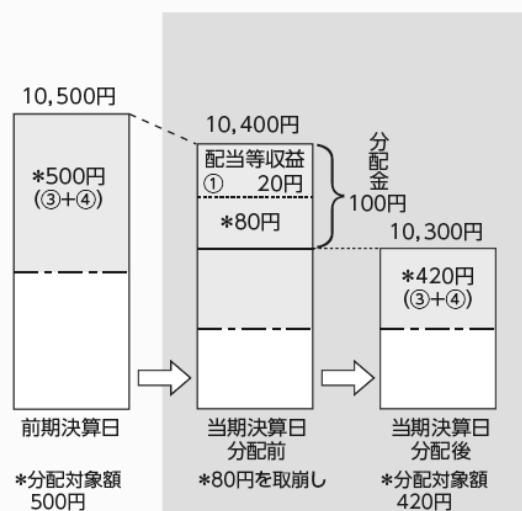 10,500円
*500円
(③+④)
前期決算日
*分配対象額
500円
10,400円
配当等収益
① 20円
*80円
分配金
100円
当期決算日
分配前
*80円を取崩し
10,300円
*420円
(③+④)
当期決算日
分配後
*分配対象額
420円